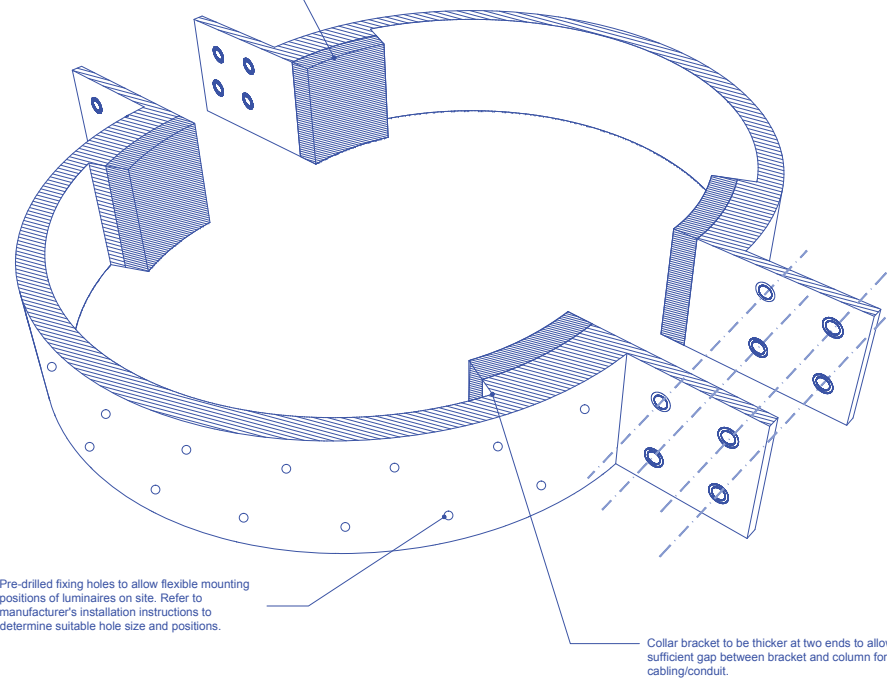 Pre-drilled fixing holes to allow flexible mounting
positions of luminaires on site. Refer to
manufacturer's installation instructions to
determine suitable hole size and positions.
Collar bracket to be thicker at two ends to allow
sufficient gap between bracket and column for
cabling/conduit.